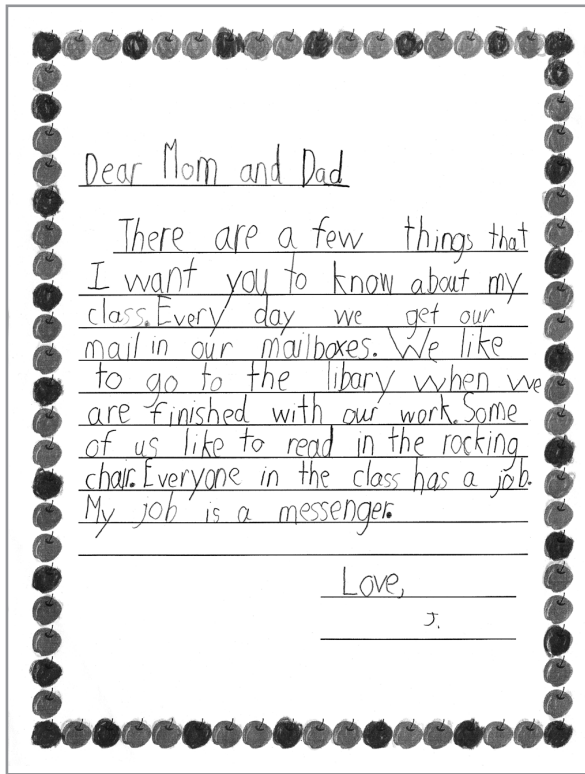 Dear Mom and Dad
There are a few things that
I want you to know about my
class. Every day we get our
mail in our mailboxes. We like
to go to the libary when we
are finished with our work. Some
of us like to read in the rocking
chair. Everyone in the class has a job.
My job is a messenger.
Love,
J.